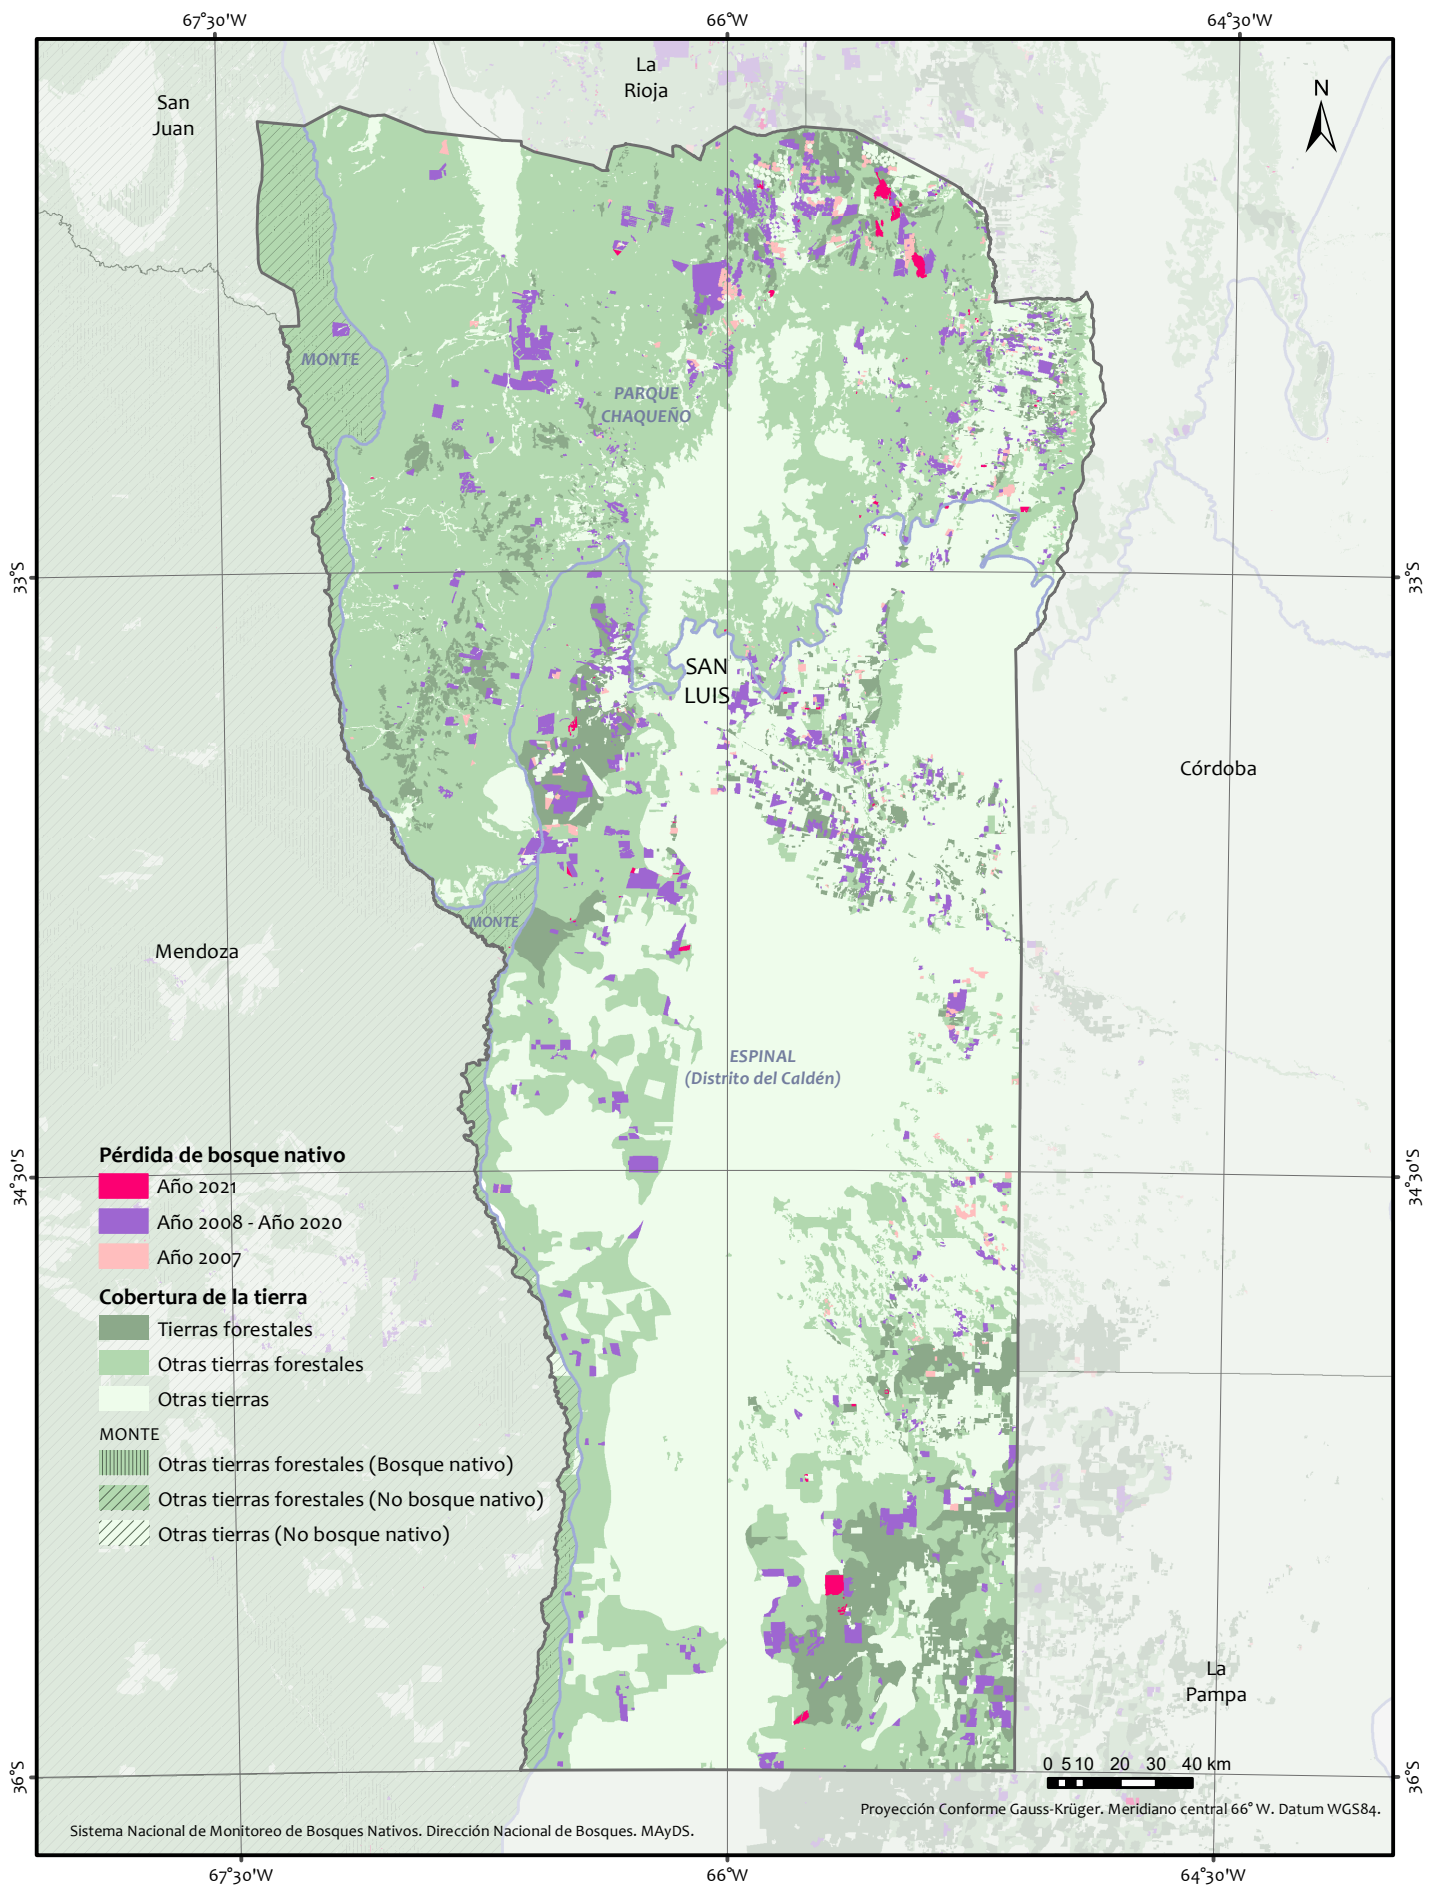 67°30'W
66°W
64°30'W
La
Rioja
San
Juan
N
MONTE
PARQUE
CHAQUEÑO
33°S
33°S
SAN
LUIS
Córdoba
MONTE
Mendoza
ESPINAL
(Distrito del Caldén)
34°30'S
34°30'S
Pérdida de bosque nativo
Año 2021
Año 2008 - Año 2020
Año 2007
Cobertura de la tierra
Tierras forestales
Otras tierras forestales
Otras tierras
MONTE
Otras tierras forestales (Bosque nativo)
Otras tierras forestales (No bosque nativo)
Otras tierras (No bosque nativo)
La
Pampa
0 5 10 20 30 40 km
36°S
36°S
Proyección Conforme Gauss-Krüger. Meridiano central 66° W. Datum WGS84.
Sistema Nacional de Monitoreo de Bosques Nativos. Dirección Nacional de Bosques. MAyDS.
67°30'W
66°W
64°30'W